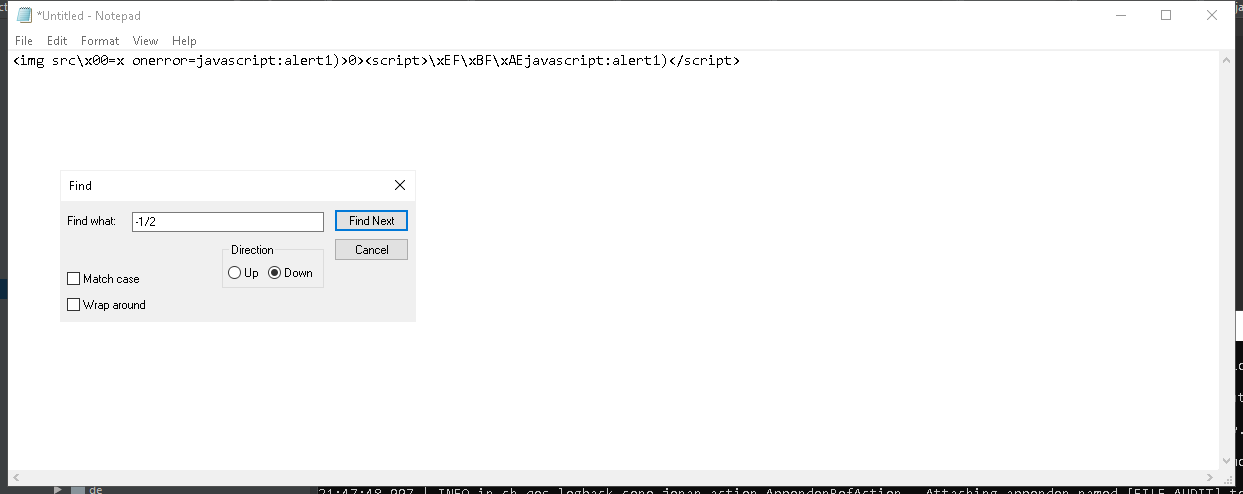 *Untitled - Notepad
File Edit Format View Help
<img src\x00=x onerror=javascript:alert1)>0><script>\xEF\xBF\xAEjavascript:alert1)</script>
Find
Find what: -1/2 Find Next
Direction Cancel
Up Down
Match case
Wrap around
de
21:47:48,997 | INFO in ch.qos.logback.core.joran.action.AppenderRefAction - Attaching appender named [FILE_AUDIT] t